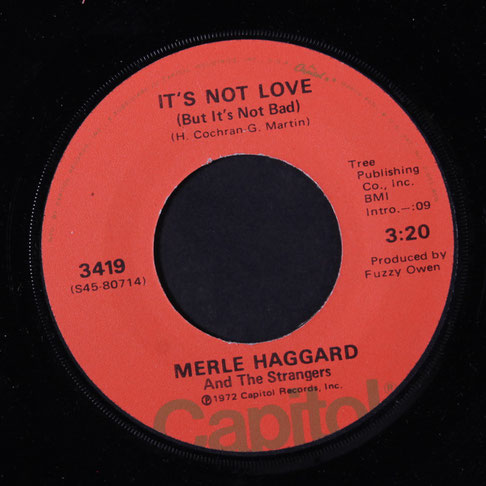 IT'S NOT LOVE
(But It's Not Bad)
(H. Cochran-G. Martin)
Tree
Publishing
Co., Inc.
BMI
Intro.—:09
3:20
Produced by
Fuzzy Owen
3419
(S45-80714)
MERLE HAGGARD
And The Strangers
℗1972 Capitol Records, Inc.
Capitol